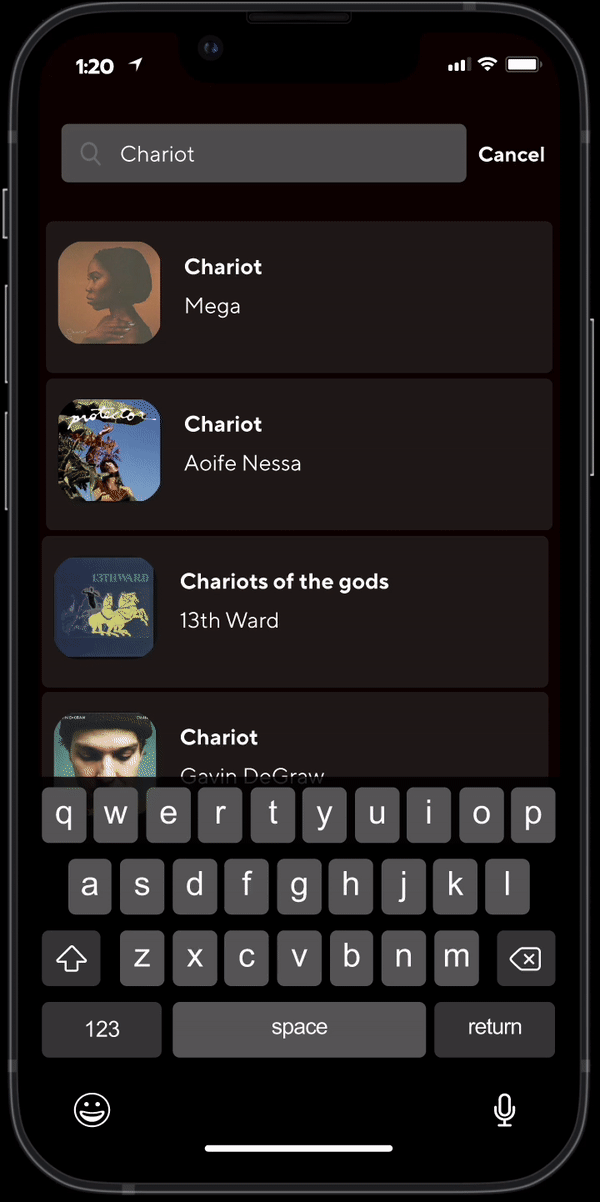 1:20
Chariot
Cancel
Chariot
Mega
protector
Chariot
Aoife Nessa
13TH WARD
Chariots of the gods
13th Ward
Chariot
Gavin DeGraw
q w e r t y u i o p
a s d f g h j k l
z x c v b n m
123 space return